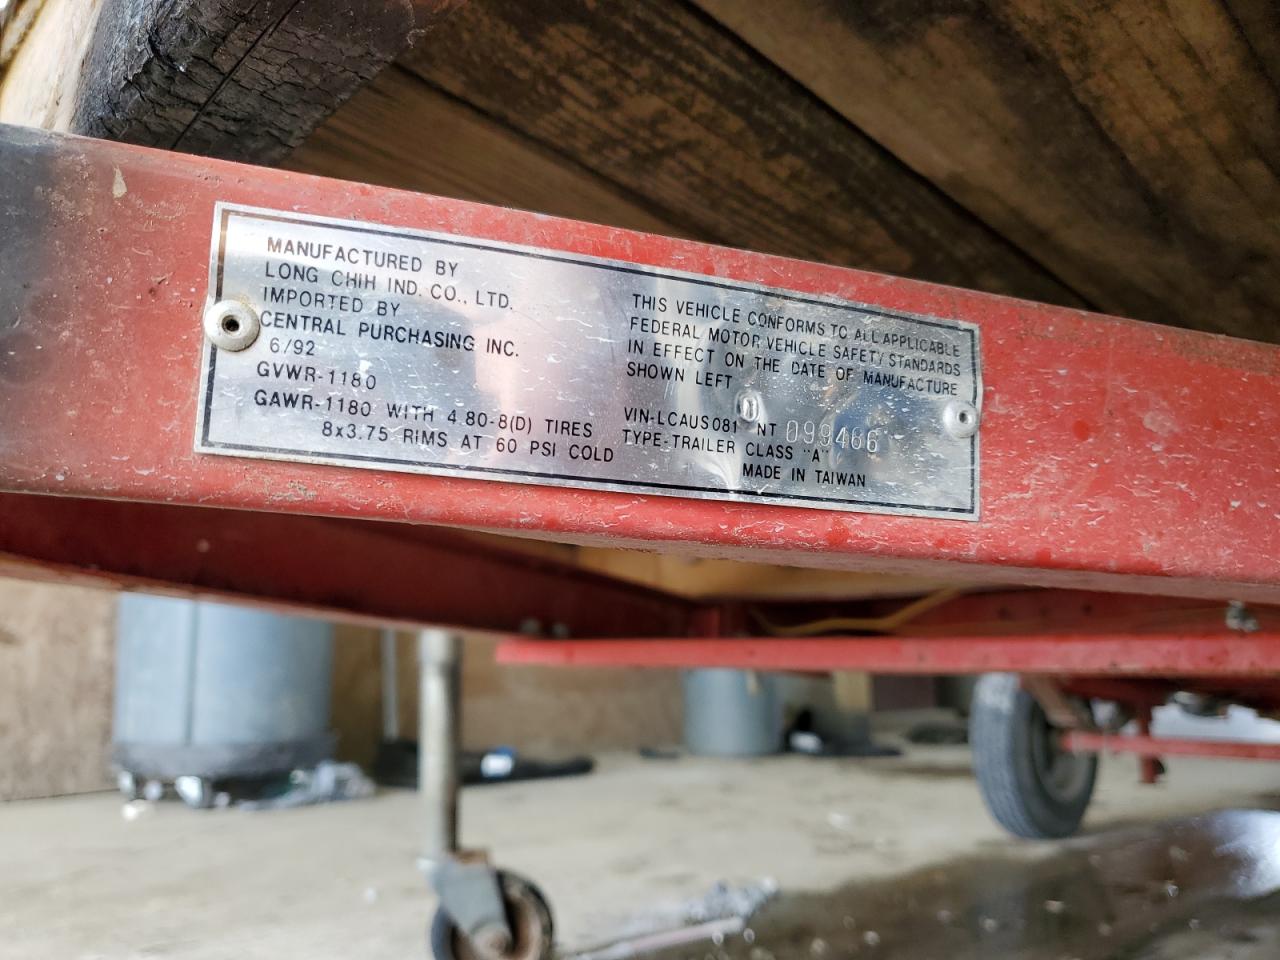 MANUFACTURED BY
LONG CHIH IND. CO., LTD.
IMPORTED BY
CENTRAL PURCHASING INC.
6/92
GVWR-1180
GAWR-1180 WITH 4.80-8(D) TIRES
8x3.75 RIMS AT 60 PSI COLD
THIS VEHICLE CONFORMS TO ALL APPLICABLE
FEDERAL MOTOR VEHICLE SAFETY STANDARDS
IN EFFECT ON THE DATE OF MANUFACTURE
SHOWN LEFT
VIN-LCAUS081 N NT 099466
TYPE-TRAILER CLASS "A"
MADE IN TAIWAN